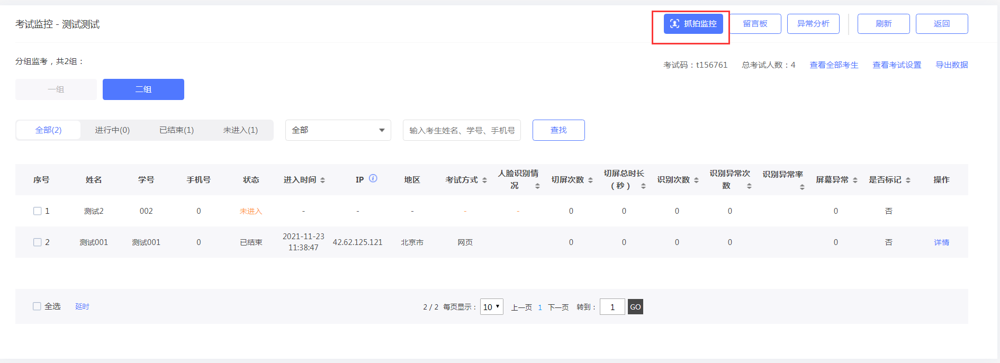 考试监控 - 测试测试
抓拍监控 留言板 异常分析 刷新 返回
分组监考，共2组：
考试码：t156761 总考试人数：4 查看全部考生 查看考试设置 导出数据
一组 二组
全部(2) 进行中(0) 已结束(1) 未进入(1) 全部 输入考生姓名、学号、手机号 查找
序号 姓名 学号 手机号 状态 进入时间 IP 地区 考试方式 人脸识别情况 切屏次数 切屏总时长（秒） 识别次数 识别异常次数 识别异常率 屏幕异常 是否标记 操作
1 测试2 002 0 未进入 - - - - - 0 0 0 0 0 否
2 测试001 测试001 0 已结束 2021-11-23 11:38:47 42.62.125.121 北京市 网页 0 0 0 0 0 否 详情
全选 延时 2 / 2 每页显示： 10 上一页 1 下一页 转到： 1 GO